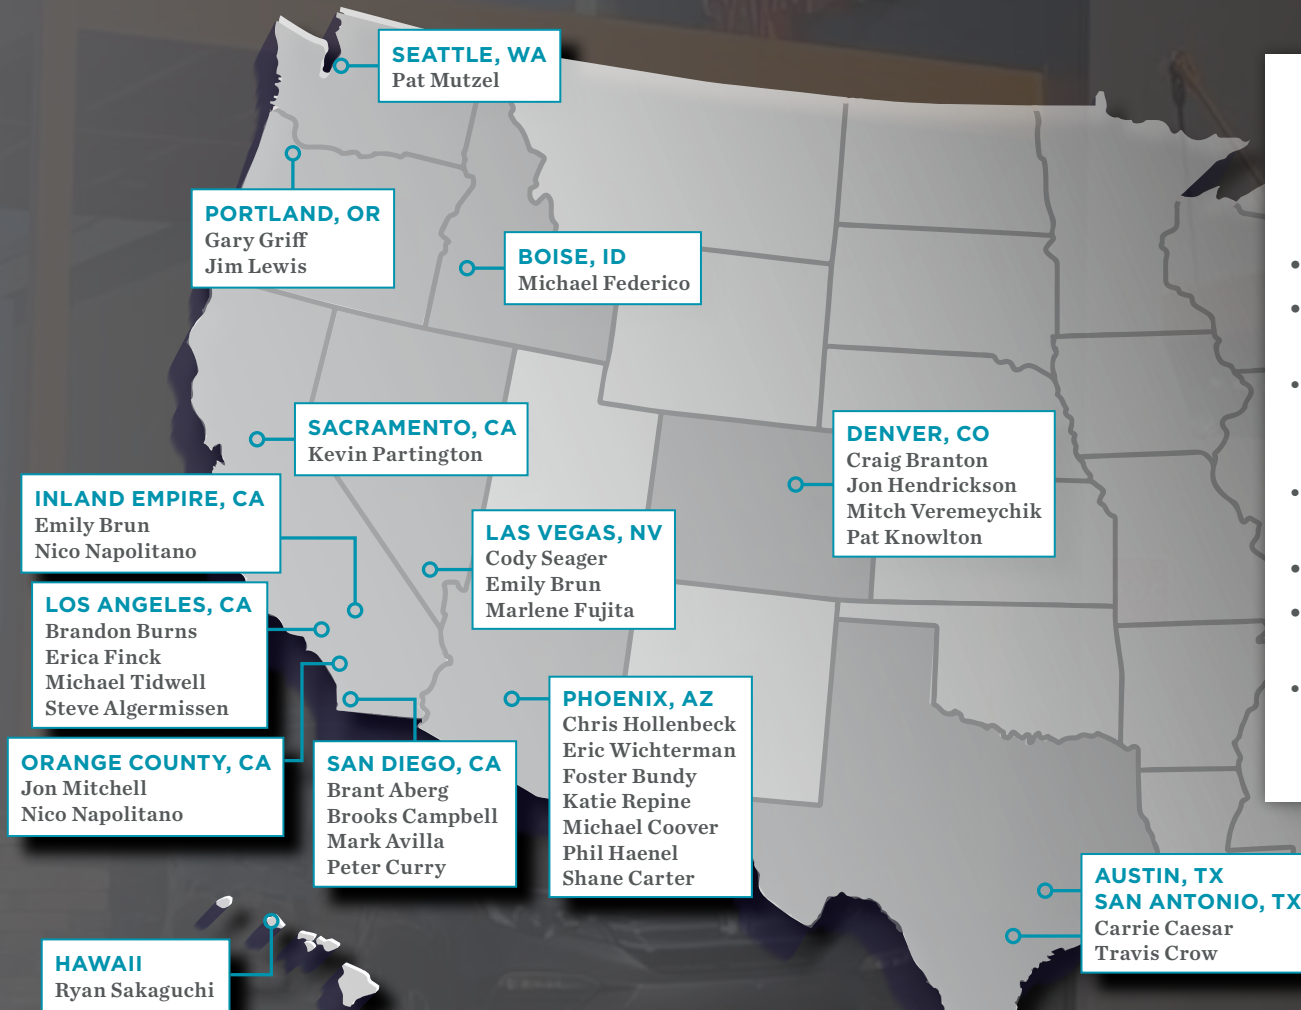 SEATTLE, WA
Pat Mutzel
PORTLAND, OR
Gary Griff
Jim Lewis
BOISE, ID
Michael Federico
SACRAMENTO, CA
Kevin Partington
DENVER, CO
Craig Branton
Jon Hendrickson
Mitch Veremeychik
Pat Knowlton
INLAND EMPIRE, CA
Emily Brun
Nico Napolitano
LAS VEGAS, NV
Cody Seager
Emily Brun
Marlene Fujita
LOS ANGELES, CA
Brandon Burns
Erica Finck
Michael Tidwell
Steve Algermissen
PHOENIX, AZ
Chris Hollenbeck
Eric Wichterman
Foster Bundy
Katie Repine
Michael Coover
Phil Haenel
Shane Carter
ORANGE COUNTY, CA
Jon Mitchell
Nico Napolitano
SAN DIEGO, CA
Brant Aberg
Brooks Campbell
Mark Avilla
Peter Curry
AUSTIN, TX
SAN ANTONIO, TX
Carrie Caesar
Travis Crow
HAWAII
Ryan Sakaguchi